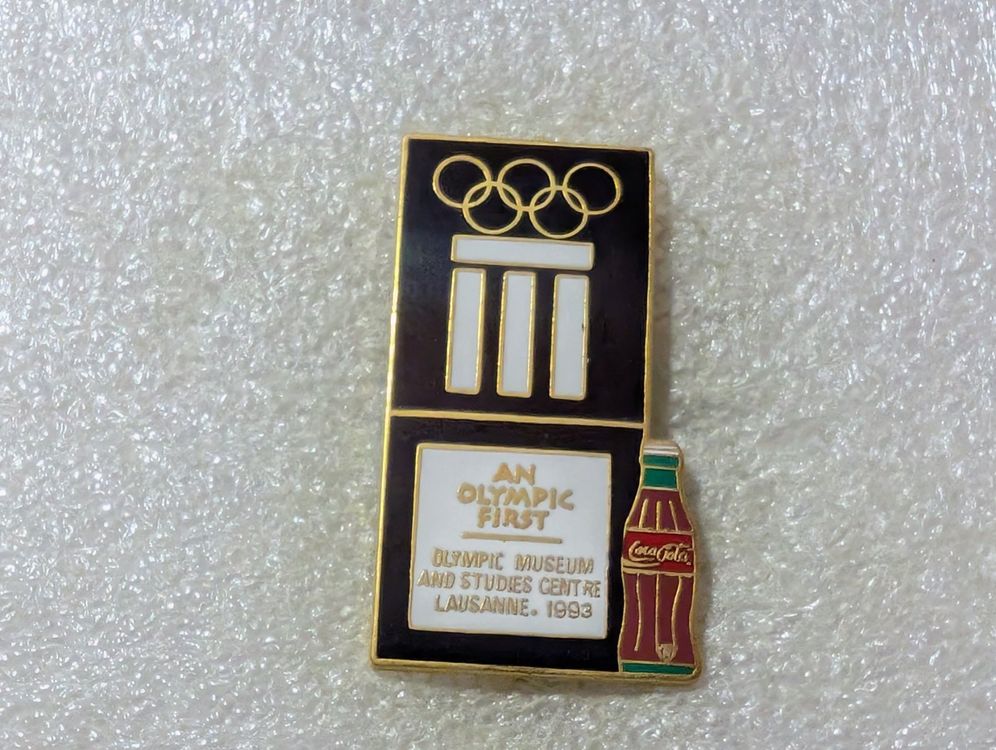 AN
OLYMPIC
FIRST
OLYMPIC MUSEUM
AND STUDIES CENTRE
LAUSANNE. 1993
Coca-Cola